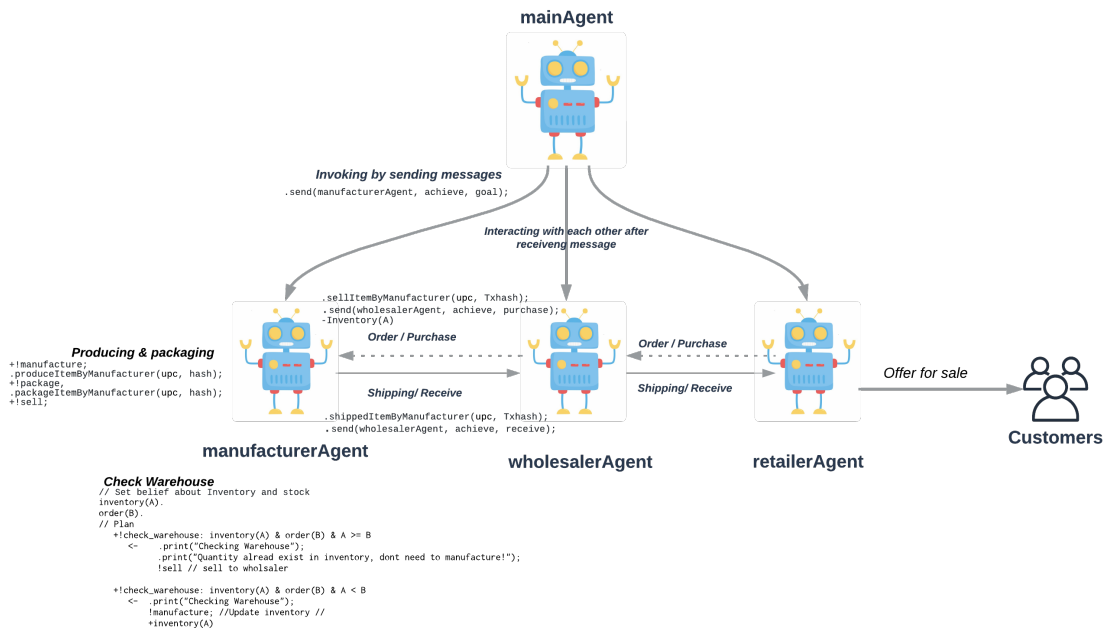 mainAgent
Invoking by sending messages
.send(manufacturerAgent, achieve, goal);
Interacting with each other after
receiveng message
.sellItemByManufacturer(upc, Txhash);
.send(wholesalerAgent, achieve, purchase);
-Inventory(A)
Order / Purchase
Order / Purchase
Producing & packaging
+!manufacture;
.produceItemByManufacturer(upc, hash);
+!package,
.packageItemByManufacturer(upc, hash);
+!sell;
Shipping/ Receive
Shipping/ Receive
Offer for sale
.shippedItemByManufacturer(upc, Txhash);
.send(wholesalerAgent, achieve, receive);
Customers
manufacturerAgent
wholesalerAgent
retailerAgent
Check Warehouse
// Set belief about Inventory and stock
inventory(A).
order(B).
// Plan
+!check_warehouse: inventory(A) & order(B) & A >= B
<- .print("Checking Warehouse");
.print("Quantity alread exist in inventory, dont need to manufacture!");
!sell // sell to wholsaler
+!check_warehouse: inventory(A) & order(B) & A < B
<- .print("Checking Warehouse");
!manufacture; //Update inventory //
+inventory(A)